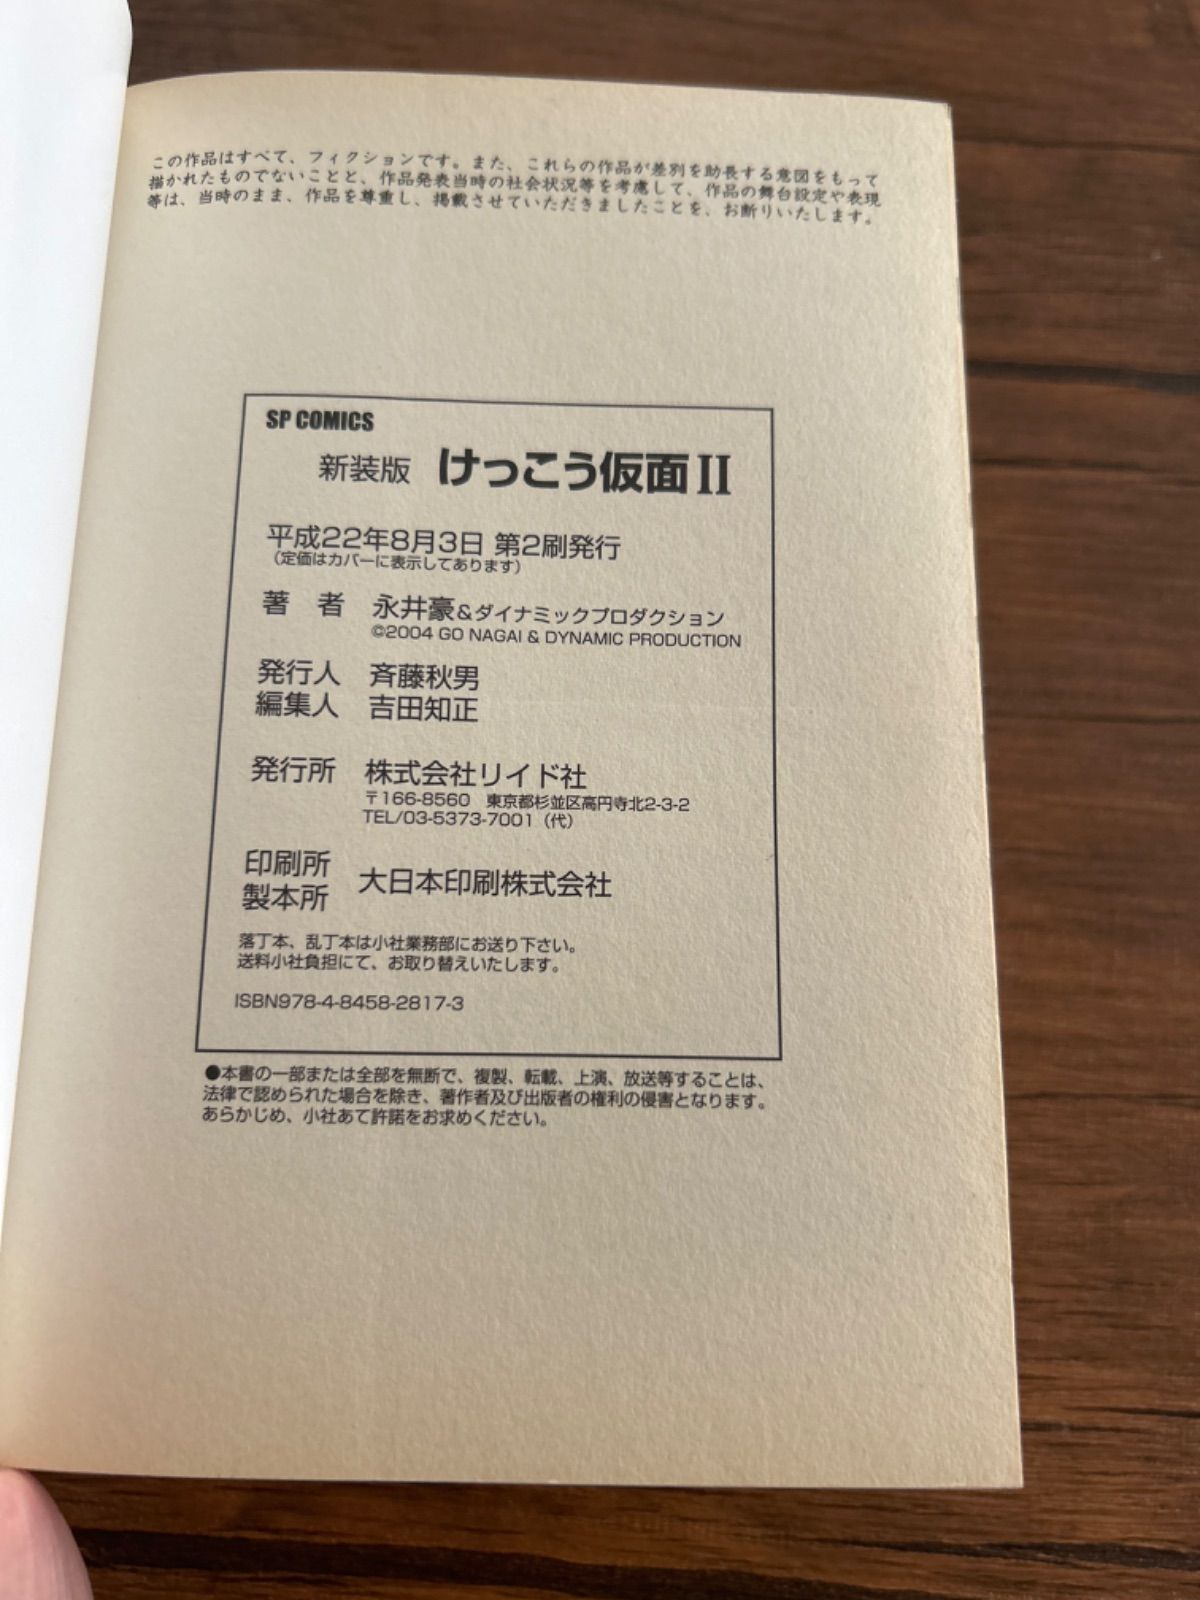 この作品はすべて、フィクションです。また、これらの作品が差別を助長する意図をもって
描かれたものでないことと、作品発表当時の社会状況等を考慮して、作品の舞台設定や表現
等は、当時のまま、作品を尊重し、掲載させていただきましたことを、お断りいたします。
SP COMICS
新装版 けっこう仮面II
平成22年8月3日 第2刷発行
(定価はカバーに表示してあります)
著 者 永井豪&ダイナミックプロダクション
©2004 GO NAGAI & DYNAMIC PRODUCTION
発行人 斉藤秋男
編集人 吉田知正
発行所 株式会社リイド社
〒166-8560 東京都杉並区高円寺北2-3-2
TEL/03-5373-7001(代)
印刷所
製本所 大日本印刷株式会社
落丁本、乱丁本は小社業務部にお送り下さい。
送料小社負担にて、お取り替えいたします。
ISBN978-4-8458-2817-3
●本書の一部または全部を無断で、複製、転載、上演、放送等することは、
法律で認められた場合を除き、著作者及び出版者の権利の侵害となります。
あらかじめ、小社あて許諾をお求めください。